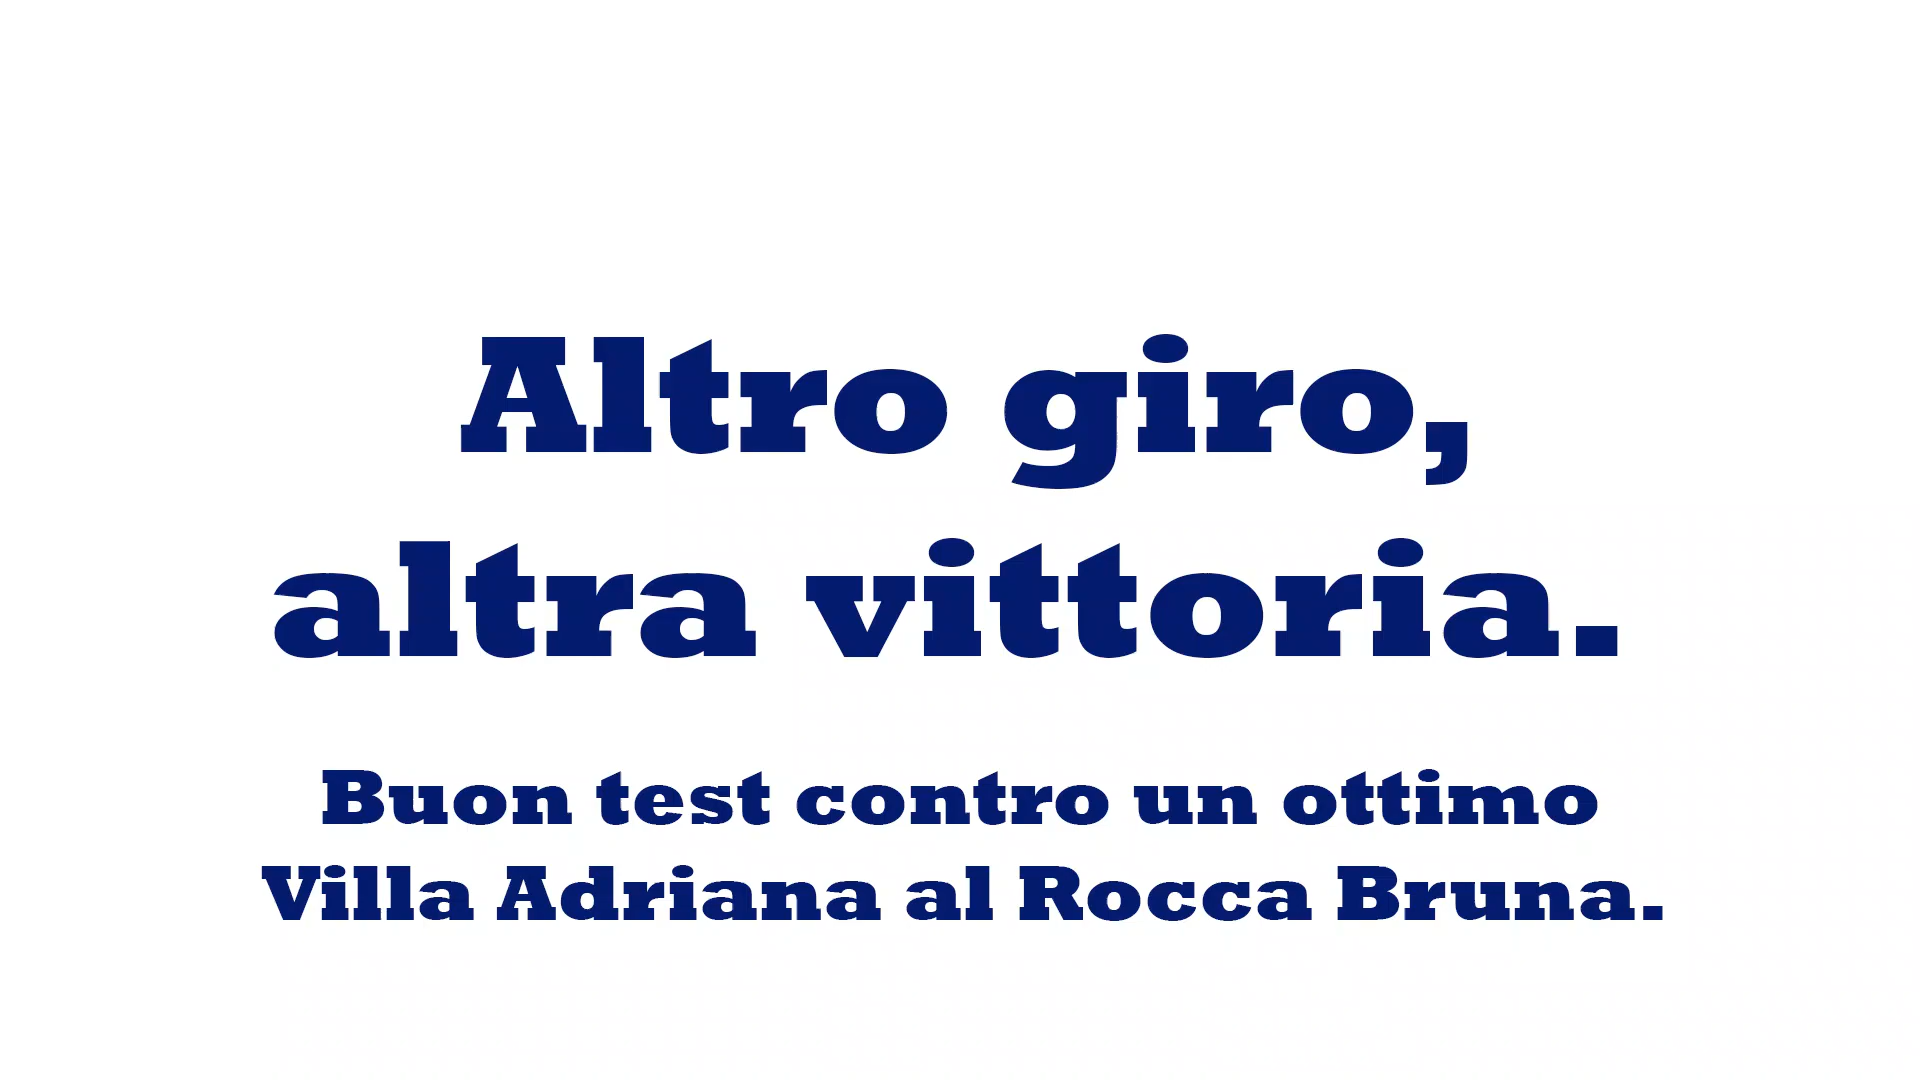 Altro giro,
altra vittoria.
Buon test contro un ottimo
Villa Adriana al Rocca Bruna.